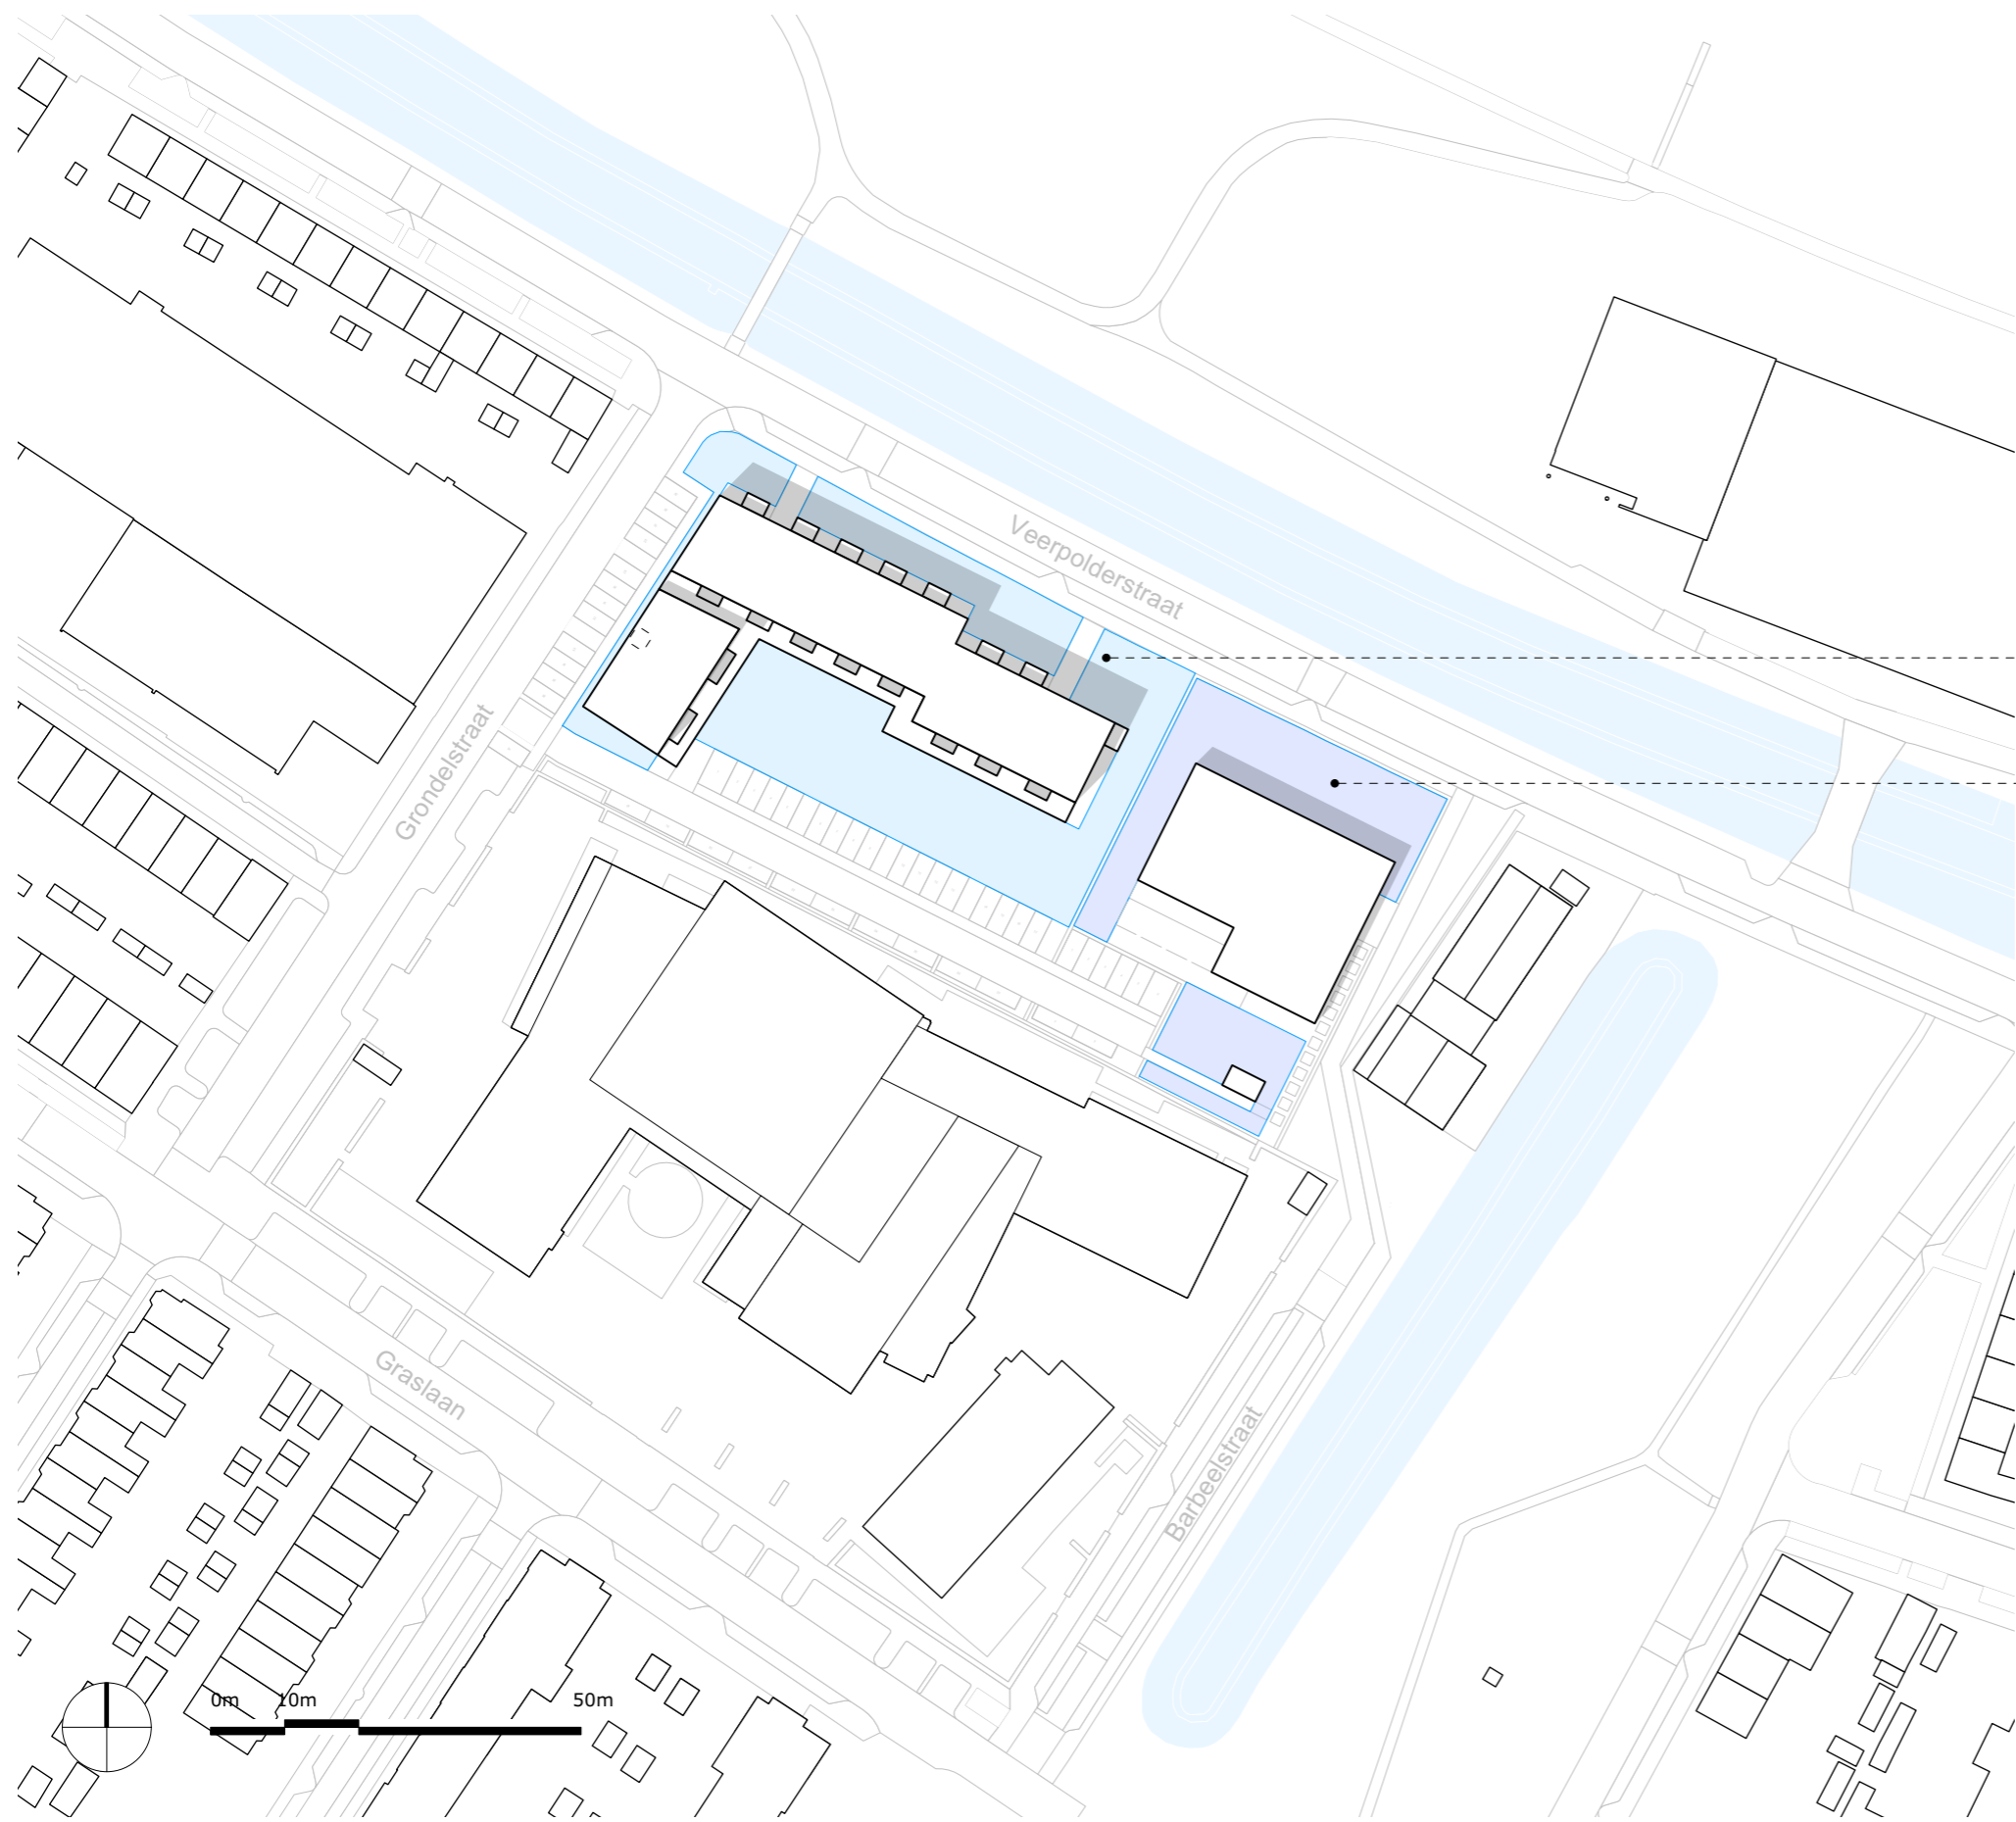 Veerpolderstraat
Grondelstraat
Graslaan
Barbeelstraat
0m 10m 50m